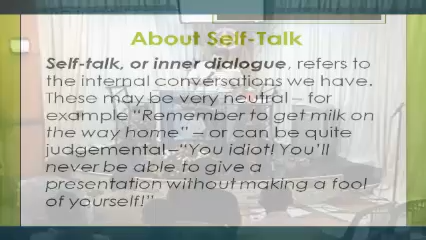 About Self-Talk
Self-talk, or inner dialogue, refers to
the internal conversations we have.
These may be very neutral – for
example "Remember to get milk on
the way home" – or can be quite
judgemental –"You idiot! You'll
never be able to give a
presentation without making a fool
of yourself!"